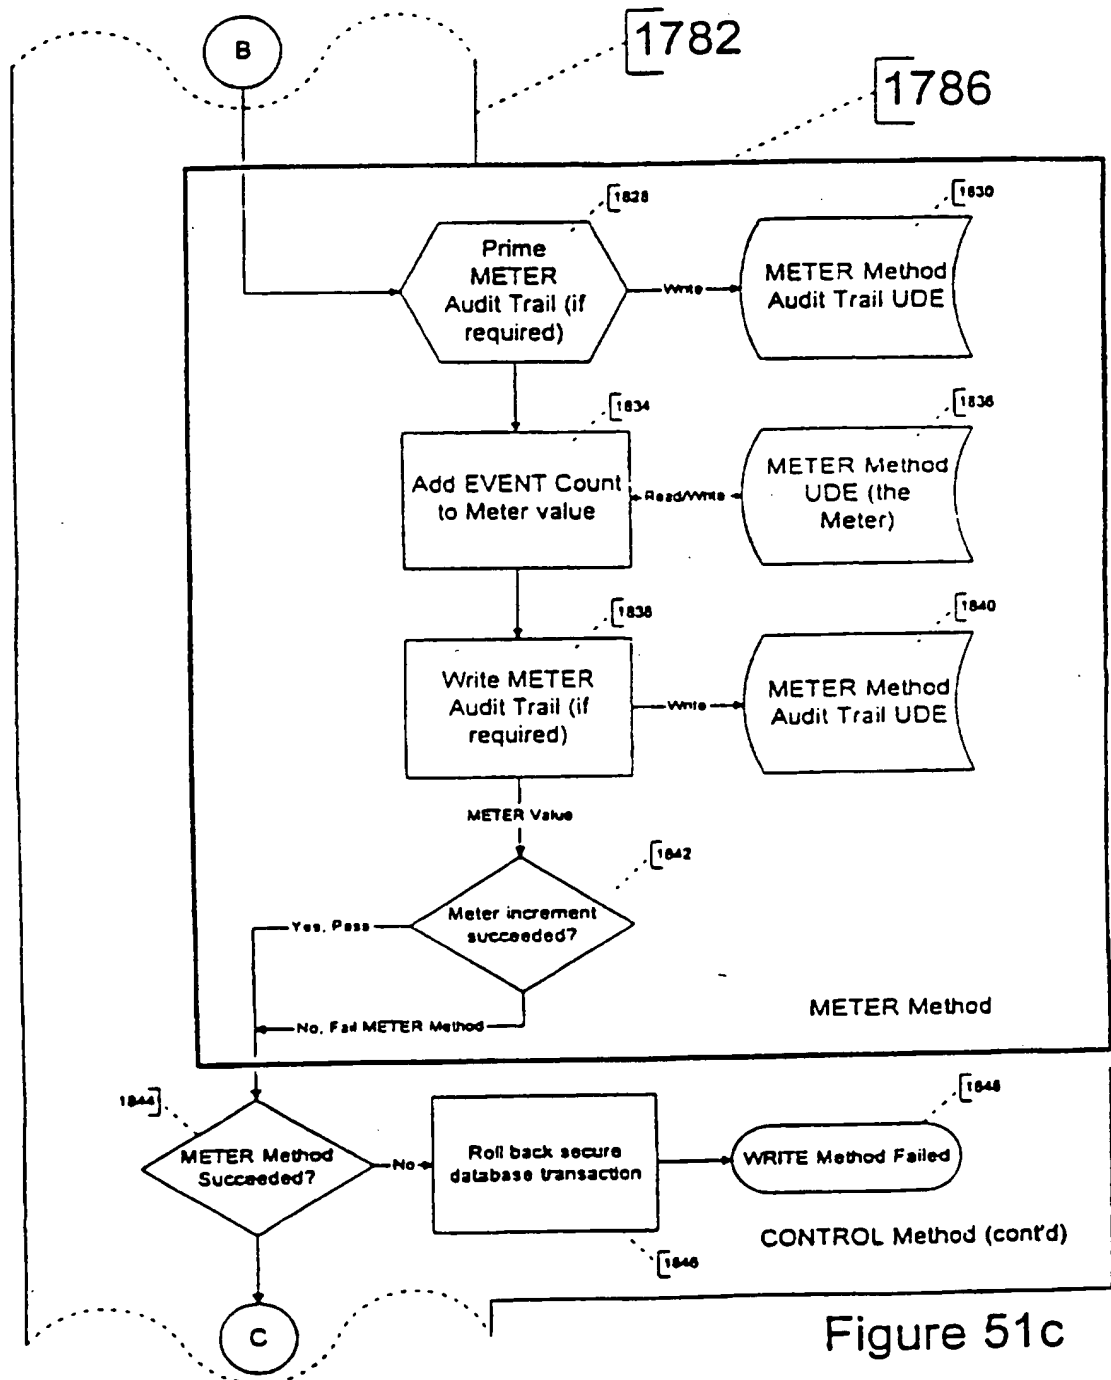 B
1782
1786
1828
1830
Prime
METER
Audit Trail (if
required)
Write
METER Method
Audit Trail UDE
1834
1836
Add EVENT Count
to Meter value
Read/Write
METER Method
UDE (the
Meter)
1838
1840
Write METER
Audit Trail (if
required)
Write
METER Method
Audit Trail UDE
METER Value
1842
Meter increment
succeeded?
Yes, Pass
No, Fail METER Method
METER Method
1844
METER Method
Succeeded?
No
Roll back secure
database transaction
1846
1848
WRITE Method Failed
CONTROL Method (cont'd)
C
Figure 51c